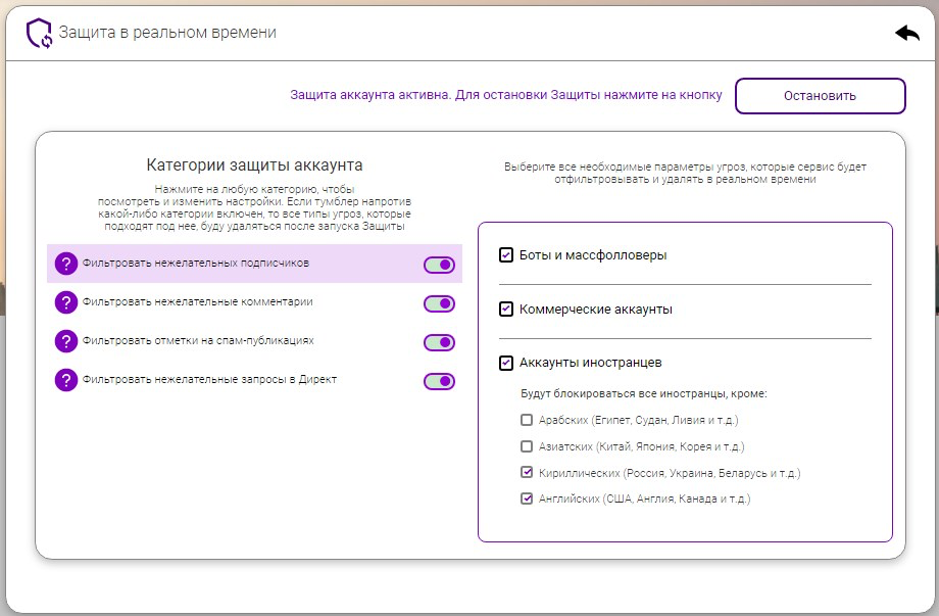 Защита в реальном времени
Защита аккаунта активна. Для остановки Защиты нажмите на кнопку
Остановить
Категории защиты аккаунта
Нажмите на любую категорию, чтобы
посмотреть и изменить настройки. Если тумблер напротив
какой-либо категории включен, то все типы угроз, которые
подходят под нее, буду удаляться после запуска Защиты
? Фильтровать нежелательных подписчиков
? Фильтровать нежелательные комментарии
? Фильтровать отметки на спам-публикациях
? Фильтровать нежелательные запросы в Директ
Выберите все необходимые параметры угроз, которые сервис будет
отфильтровывать и удалять в реальном времени
Боты и массфолловеры
Коммерческие аккаунты
Аккаунты иностранцев
Будут блокироваться все иностранцы, кроме:
Арабских (Египет, Судан, Ливия и т.д.)
Азиатских (Китай, Япония, Корея и т.д.)
Кириллических (Россия, Украина, Беларусь и т.д.)
Английских (США, Англия, Канада и т.д.)